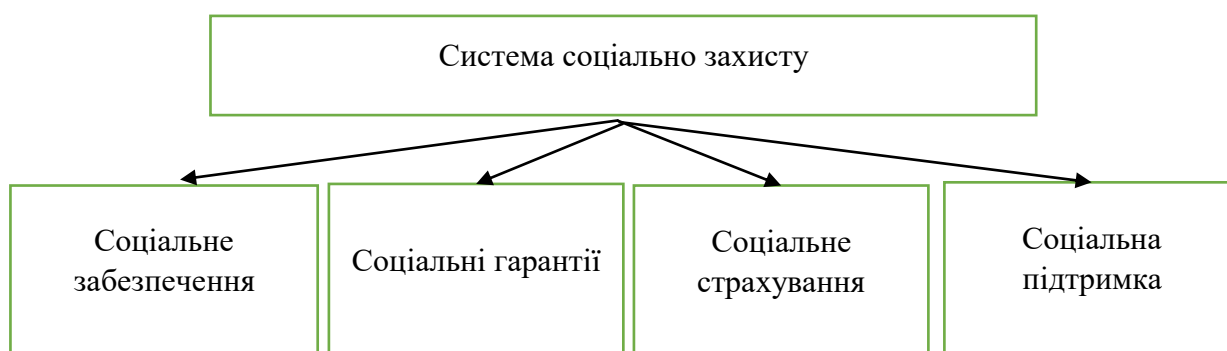 Система соціально захисту
Соціальне
забезпечення
Соціальні гарантії
Соціальне
страхування
Соціальна
підтримка